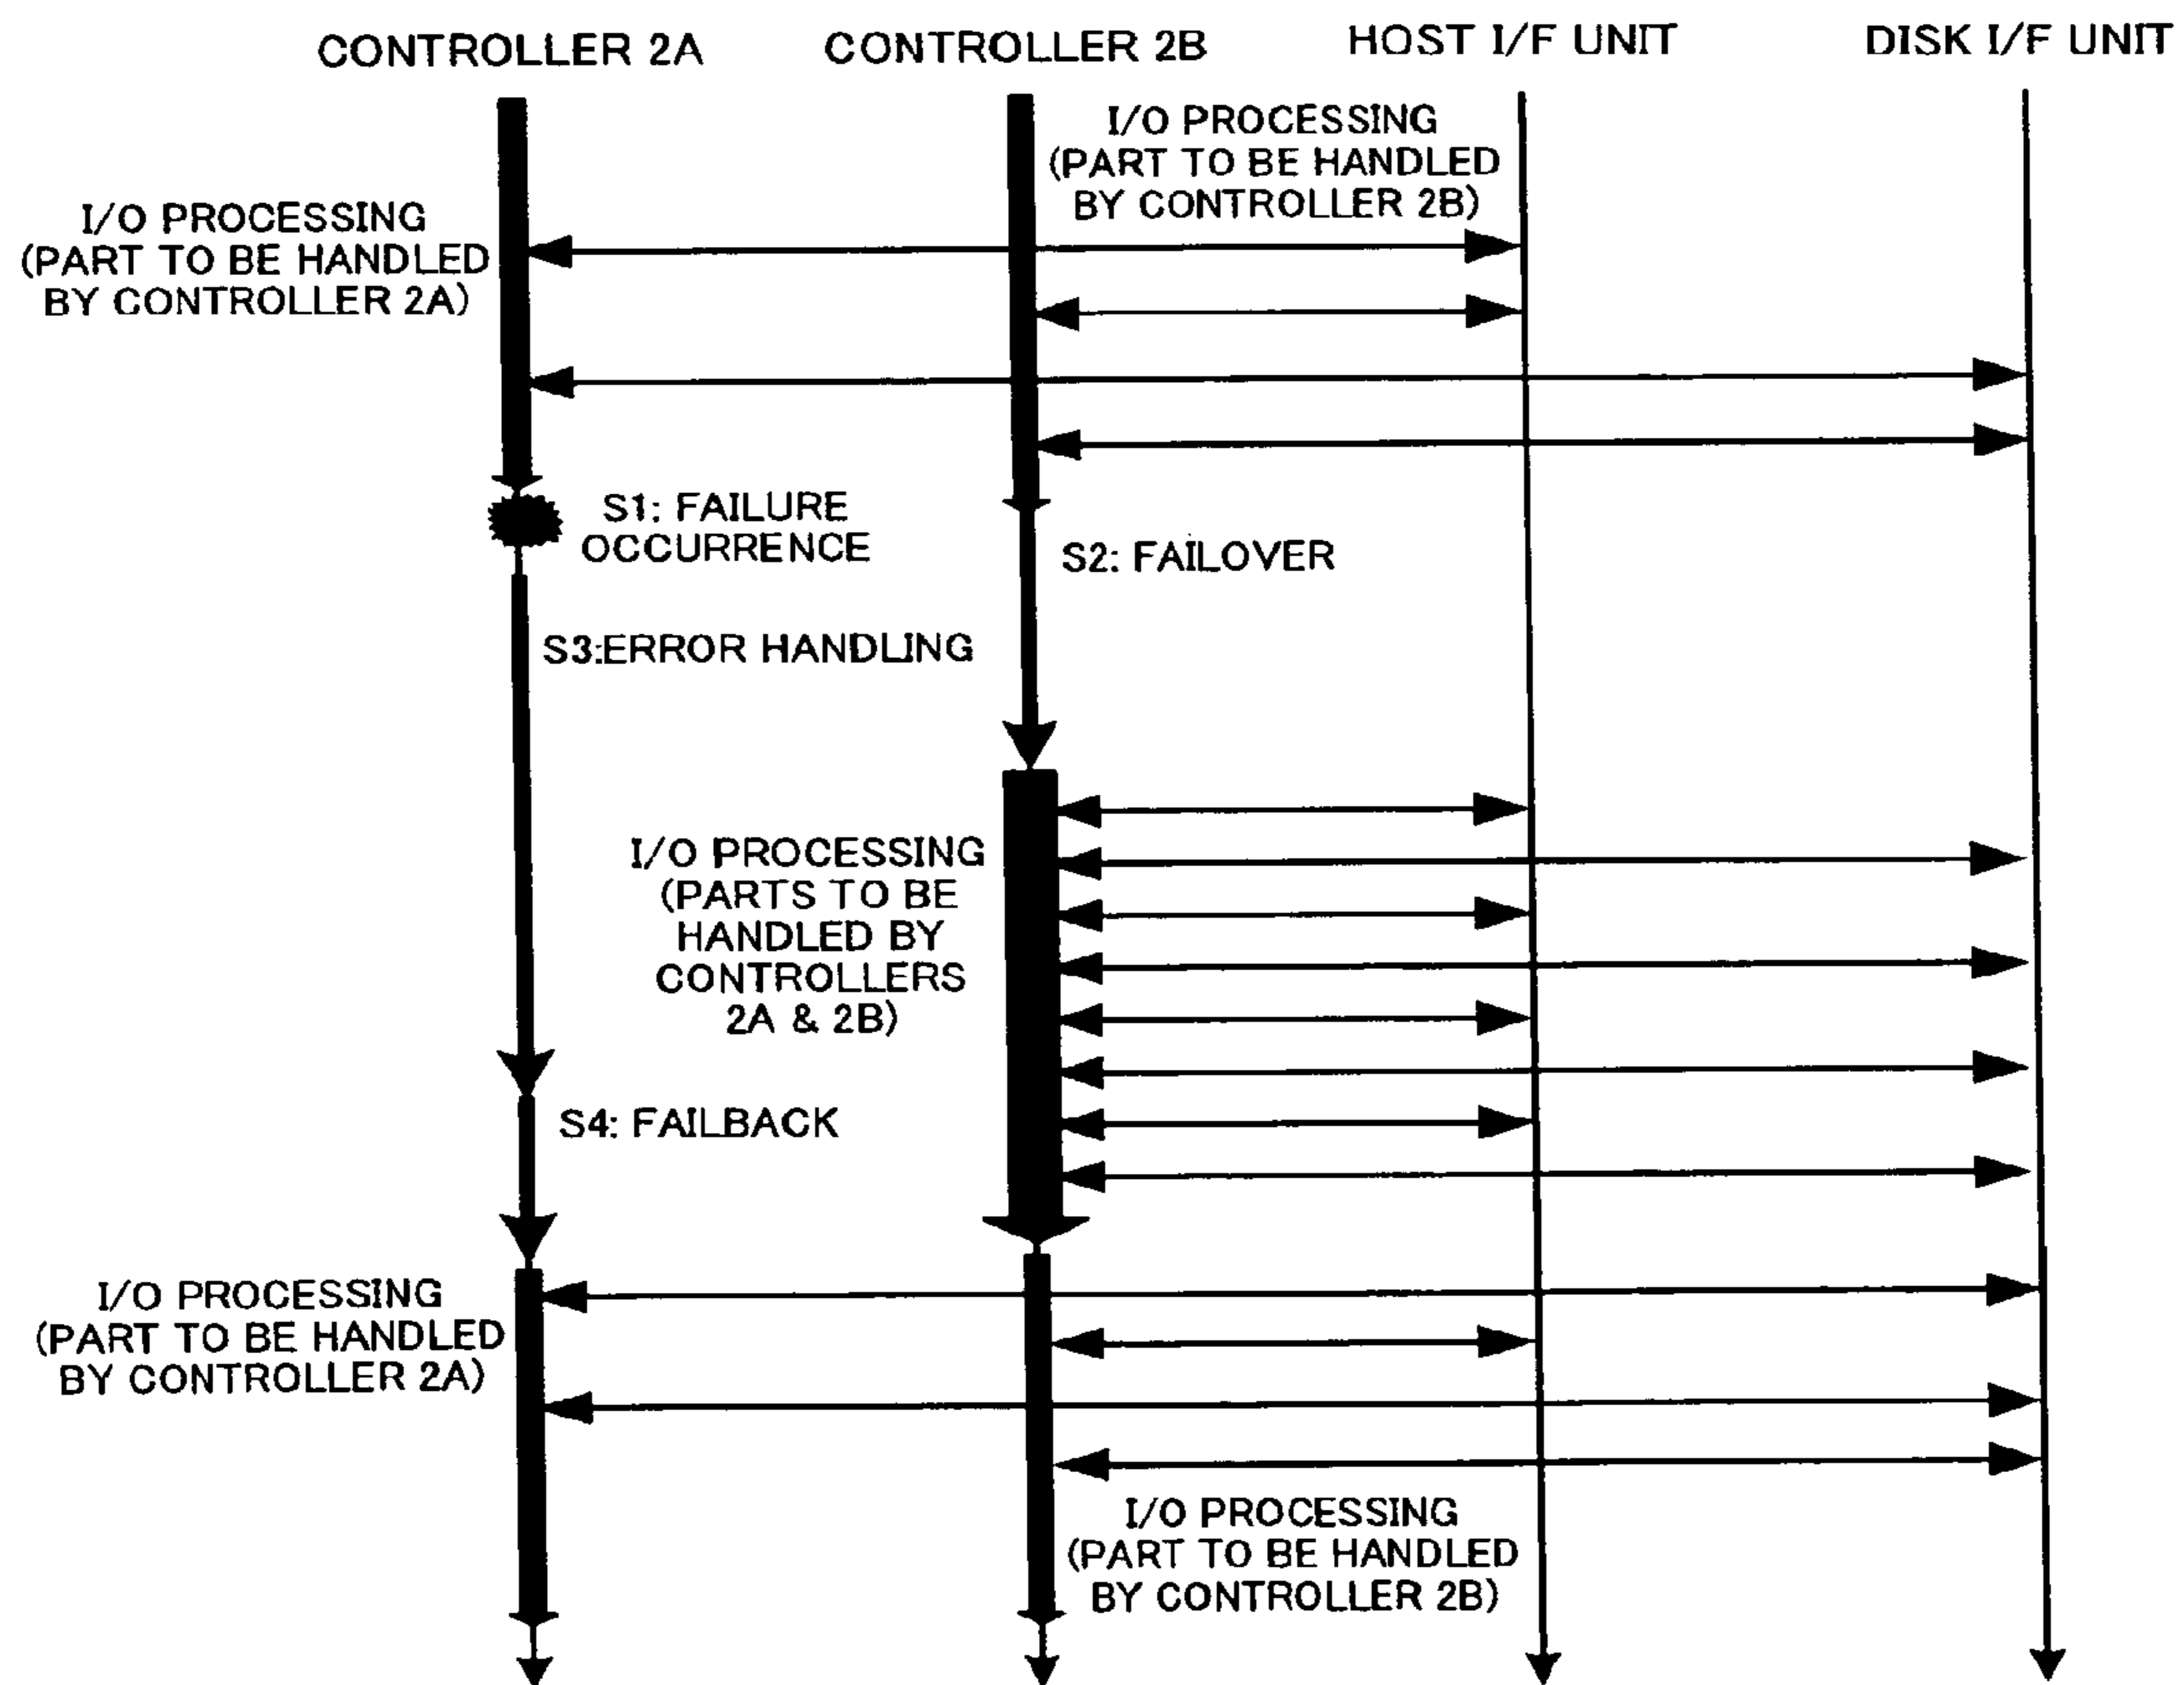 CONTROLLER 2A
CONTROLLER 2B
HOST I/F UNIT
DISK I/F UNIT
I/O PROCESSING
(PART TO BE HANDLED
BY CONTROLLER 2B)
I/O PROCESSING
(PART TO BE HANDLED
BY CONTROLLER 2A)
S1: FAILURE
OCCURRENCE
S2: FAILOVER
S3:ERROR HANDLING
I/O PROCESSING
(PARTS TO BE
HANDLED BY
CONTROLLERS
2A & 2B)
S4: FAILBACK
I/O PROCESSING
(PART TO BE HANDLED
BY CONTROLLER 2A)
I/O PROCESSING
(PART TO BE HANDLED
BY CONTROLLER 2B)